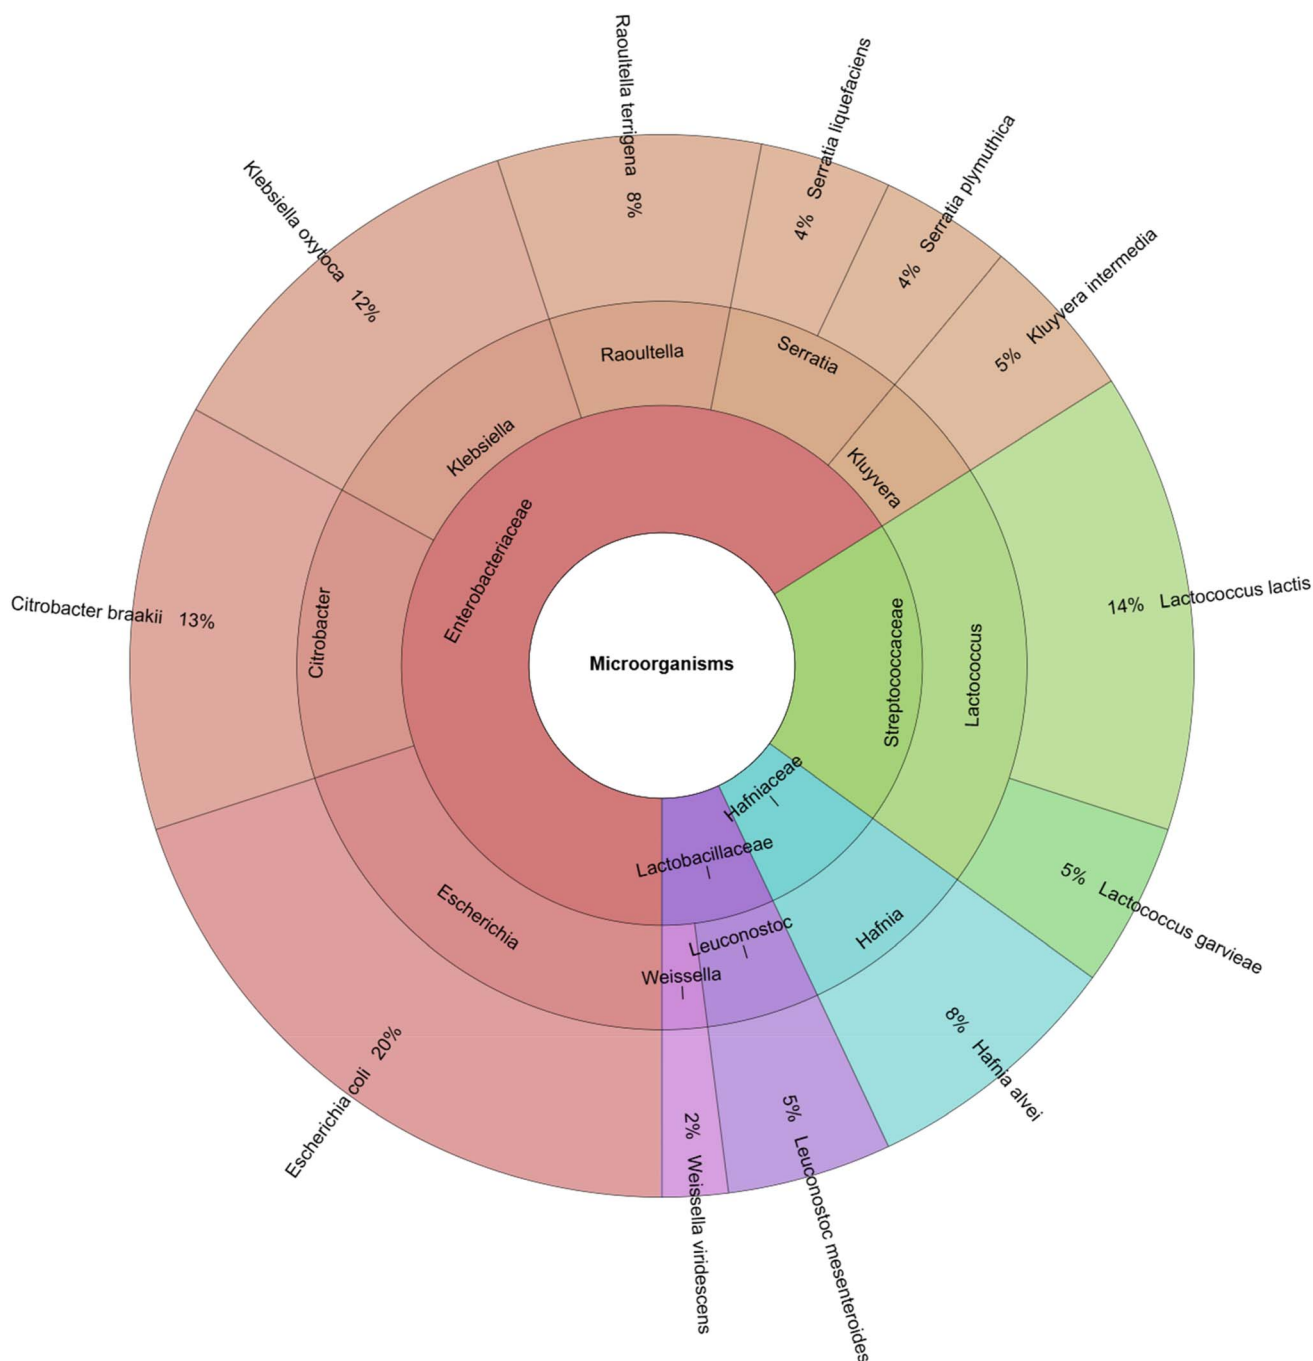 Raoultella terrigena 8%
4% Serratia liquefaciens
4% Serratia plymuthica
5% Kluyvera intermedia
Klebsiella oxytoca 12%
Raoultella
Serratia
Klebsiella
Kluyvera
Enterobacteriaceae
14% Lactococcus lactis
Citrobacter braakii 13%
Citrobacter
Microorganisms
Streptococcaceae
Lactococcus
Hafniaceae
Lactobacillaceae
5% Lactococcus garvieae
Escherichia
Leuconostoc
Hafnia
Weissella
Escherichia coli 20%
8% Hafnia alvei
2% Weissella viridescens
5% Leuconostoc mesenteroides